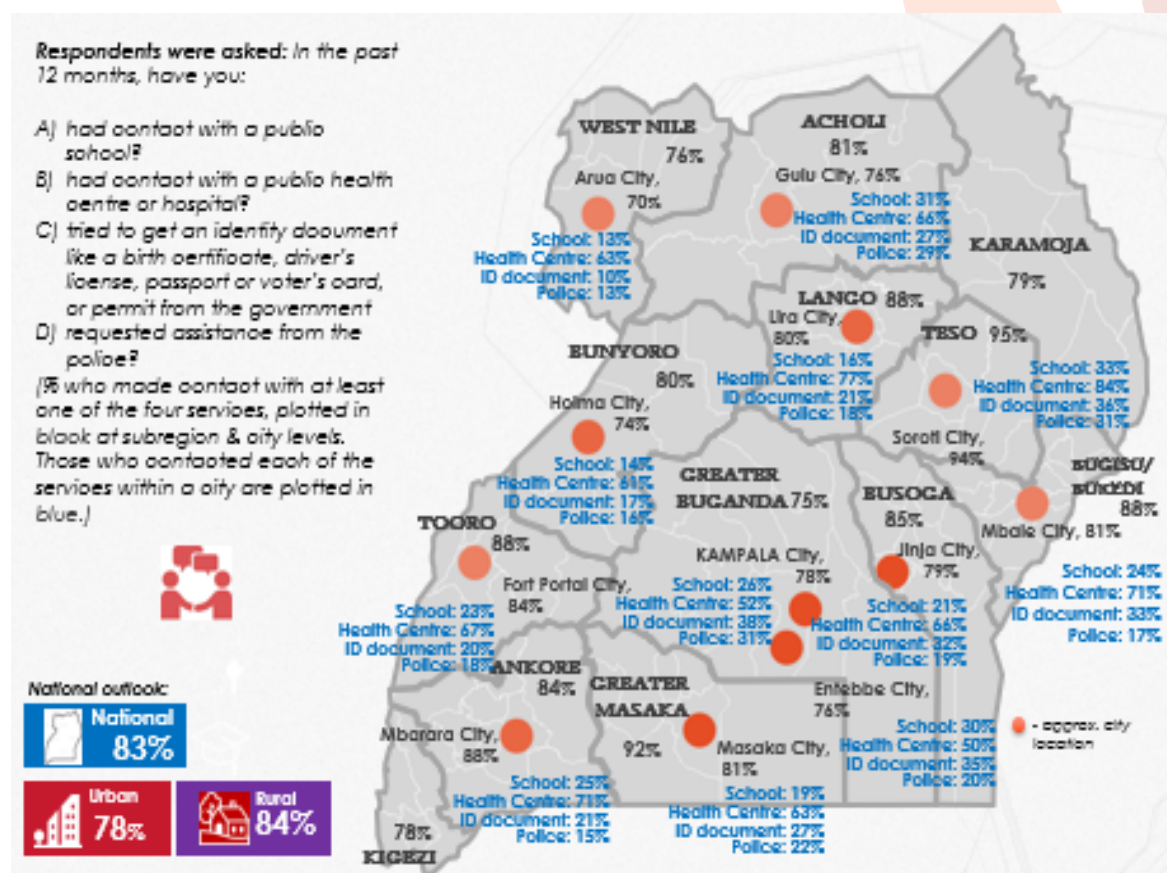 Respondents were asked: In the past
12 months, have you:
A) had contact with a public
school?
B) had contact with a public health
centre or hospital?
C) tried to get an identity document
like a birth certificate, driver's
license, passport or voter's card,
or permit from the government
D) requested assistance from the
police?
(% who made contact with at least
one of the four services, plotted in
black at subregion & city levels.
Those who contacted each of the
services within a city are plotted in
blue.)
National outlook:
National
83%
Urban
78%
Rural
84%
WEST NILE
76%
Arua City,
70%
School: 13%
Health Centre: 63%
ID document: 10%
Police: 13%
ACHOLI
81%
Gulu City, 76%
School: 31%
Health Centre: 66%
ID document: 27%
Police: 29%
KARAMOJA
79%
LANGO 88%
Lira City,
80%
School: 16%
Health Centre: 77%
ID document: 21%
Police: 18%
TESO 95%
School: 33%
Health Centre: 84%
ID document: 36%
Police: 31%
Soroti City,
94%
BUNYORO
80%
Hoima City,
74%
School: 14%
Health Centre: 61%
ID document: 17%
Police: 16%
GREATER
BUGANDA 75%
KAMPALA City,
78%
School: 26%
Health Centre: 52%
ID document: 38%
Police: 31%
BUSOGA
85%
Jinja City,
79%
School: 21%
Health Centre: 66%
ID document: 32%
Police: 19%
BUGISU/
BUKEDI
88%
Mbale City, 81%
School: 24%
Health Centre: 71%
ID document: 33%
Police: 17%
TOORO
88%
Fort Portal City,
84%
School: 23%
Health Centre: 67%
ID document: 20%
Police: 18%
ANKORE
84%
Mbarara City,
88%
School: 25%
Health Centre: 71%
ID document: 21%
Police: 15%
GREATER
MASAKA
92%
Masaka City,
81%
School: 19%
Health Centre: 63%
ID document: 27%
Police: 22%
Entebbe City,
76%
School: 30%
Health Centre: 50%
ID document: 35%
Police: 20%
78%
KIGEZI
- approx. city
location